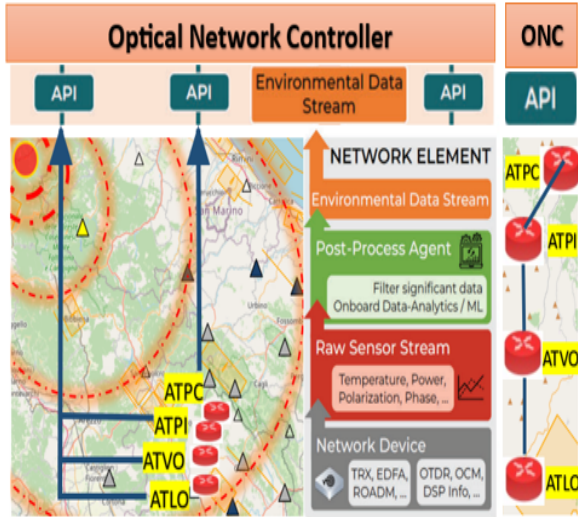 Optical Network Controller
ONC
API
API
Environmental Data
Stream
API
API
NETWORK ELEMENT
Environmental Data Stream
Post-Process Agent
Filter significant data
Onboard Data-Analytics / ML
Raw Sensor Stream
Temperature, Power,
Polarization, Phase, ...
Network Device
TRX, EDFA,
ROADM, ...
OTDR, OCM,
DSP Info, ...
Rimini
San Marino
Urbino
Cagli
ATPC
ATPI
ATVO
ATLO
ATPC
ATPI
ATVO
ATLO